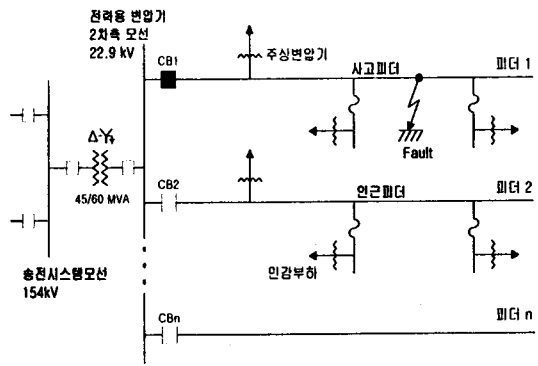 전력용 변압기
2차측 모선
22.9 kV
CB1
주상변압기
사고피더
피더 1
Fault
Δ-Y
45/60 MVA
CB2
인근피더
피더 2
민감부하
송전시스템모선
154kV
CBn
피더 n